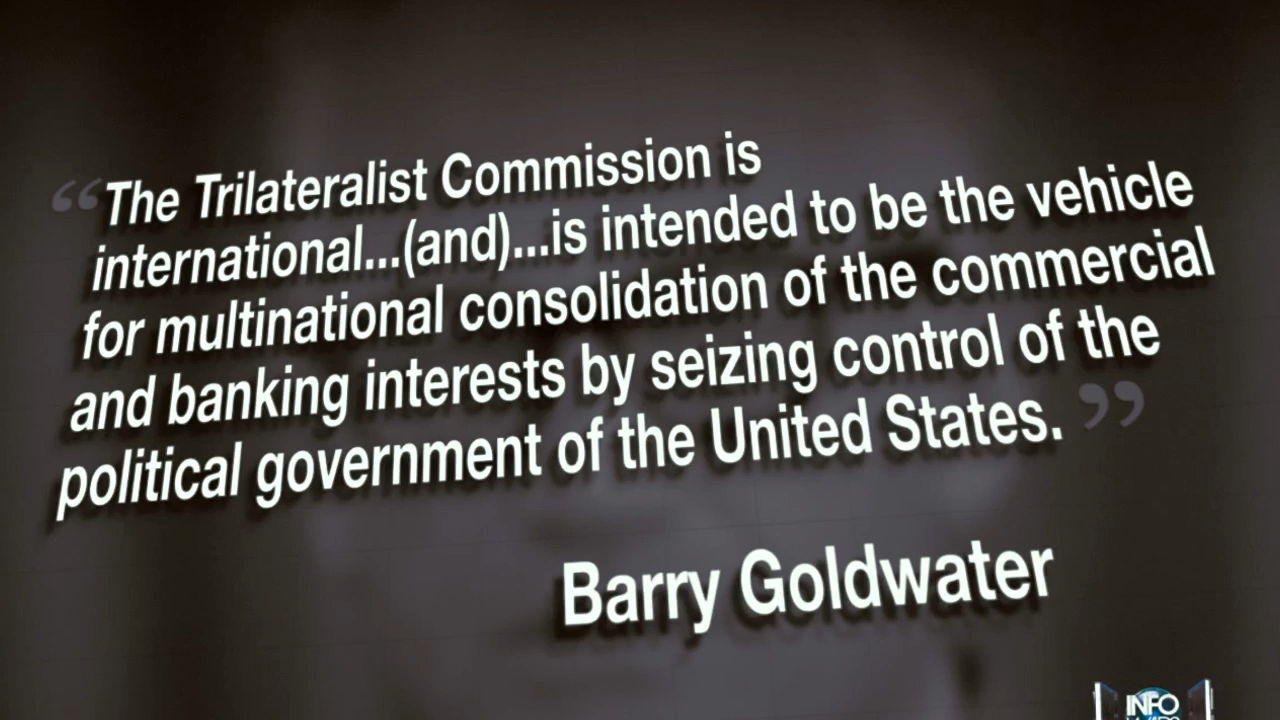 “The Trilateralist Commission is
international...(and)...is intended to be the vehicle
for multinational consolidation of the commercial
and banking interests by seizing control of the
political government of the United States.”
Barry Goldwater
INFO